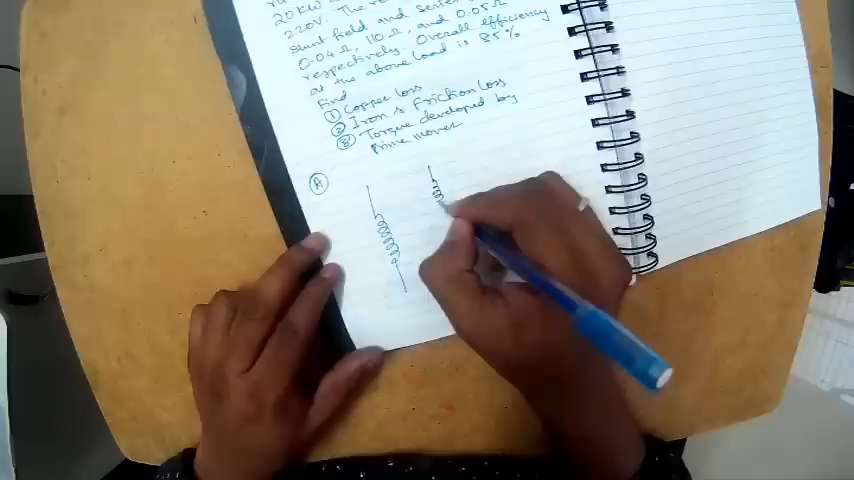 20KW
220V. The
shunt field and series
0.04 Ω, 110 Ω, and 0.05 Ω
respectively. Overall efficiency
at the above load is 85%
Find
① Copper loss
② Iron & Friction Loss
③ Torque developed by
Prime mover
Ⓐ